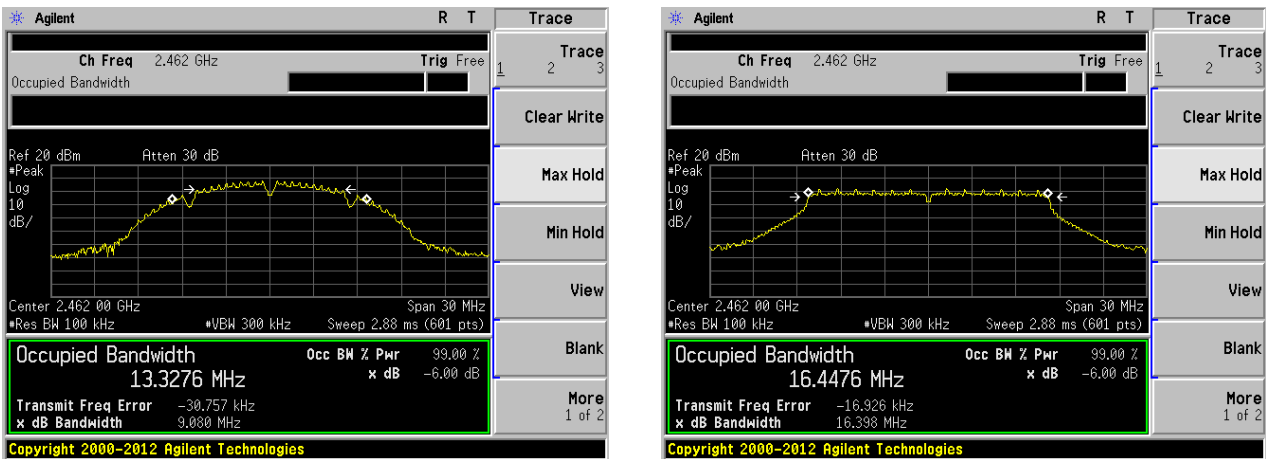 Agilent R T Trace
Ch Freq 2.462 GHz Trig Free
Occupied Bandwidth
Trace
1 2 3
Clear Write
Ref 20 dBm Atten 30 dB
#Peak
Log
10
dB/
Max Hold
Min Hold
View
Center 2.462 00 GHz Span 30 MHz
#Res BW 100 kHz #VBW 300 kHz Sweep 2.88 ms (601 pts)
Occupied Bandwidth Occ BW % Pwr 99.00 %
13.3276 MHz x dB -6.00 dB
Blank
Transmit Freq Error -30.757 kHz
x dB Bandwidth 9.080 MHz
More
1 of 2
Copyright 2000-2012 Agilent Technologies
Agilent R T Trace
Ch Freq 2.462 GHz Trig Free
Occupied Bandwidth
Trace
1 2 3
Clear Write
Ref 20 dBm Atten 30 dB
#Peak
Log
10
dB/
Max Hold
Min Hold
View
Center 2.462 00 GHz Span 30 MHz
#Res BW 100 kHz #VBW 300 kHz Sweep 2.88 ms (601 pts)
Occupied Bandwidth Occ BW % Pwr 99.00 %
16.4476 MHz x dB -6.00 dB
Blank
Transmit Freq Error -16.926 kHz
x dB Bandwidth 16.398 MHz
More
1 of 2
Copyright 2000-2012 Agilent Technologies